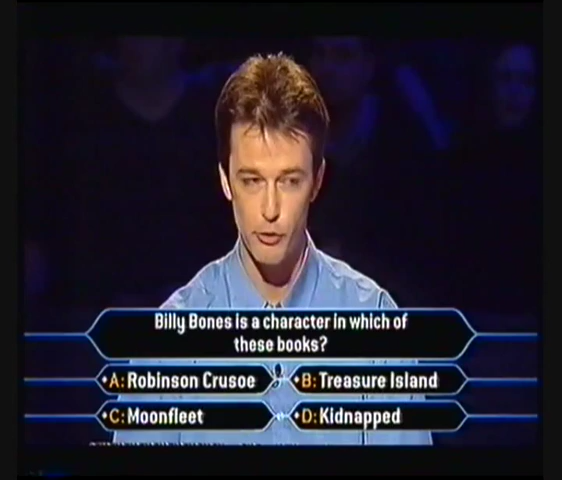 Billy Bones is a character in which of
these books?
A: Robinson Crusoe
B: Treasure Island
C: Moonfleet
D: Kidnapped